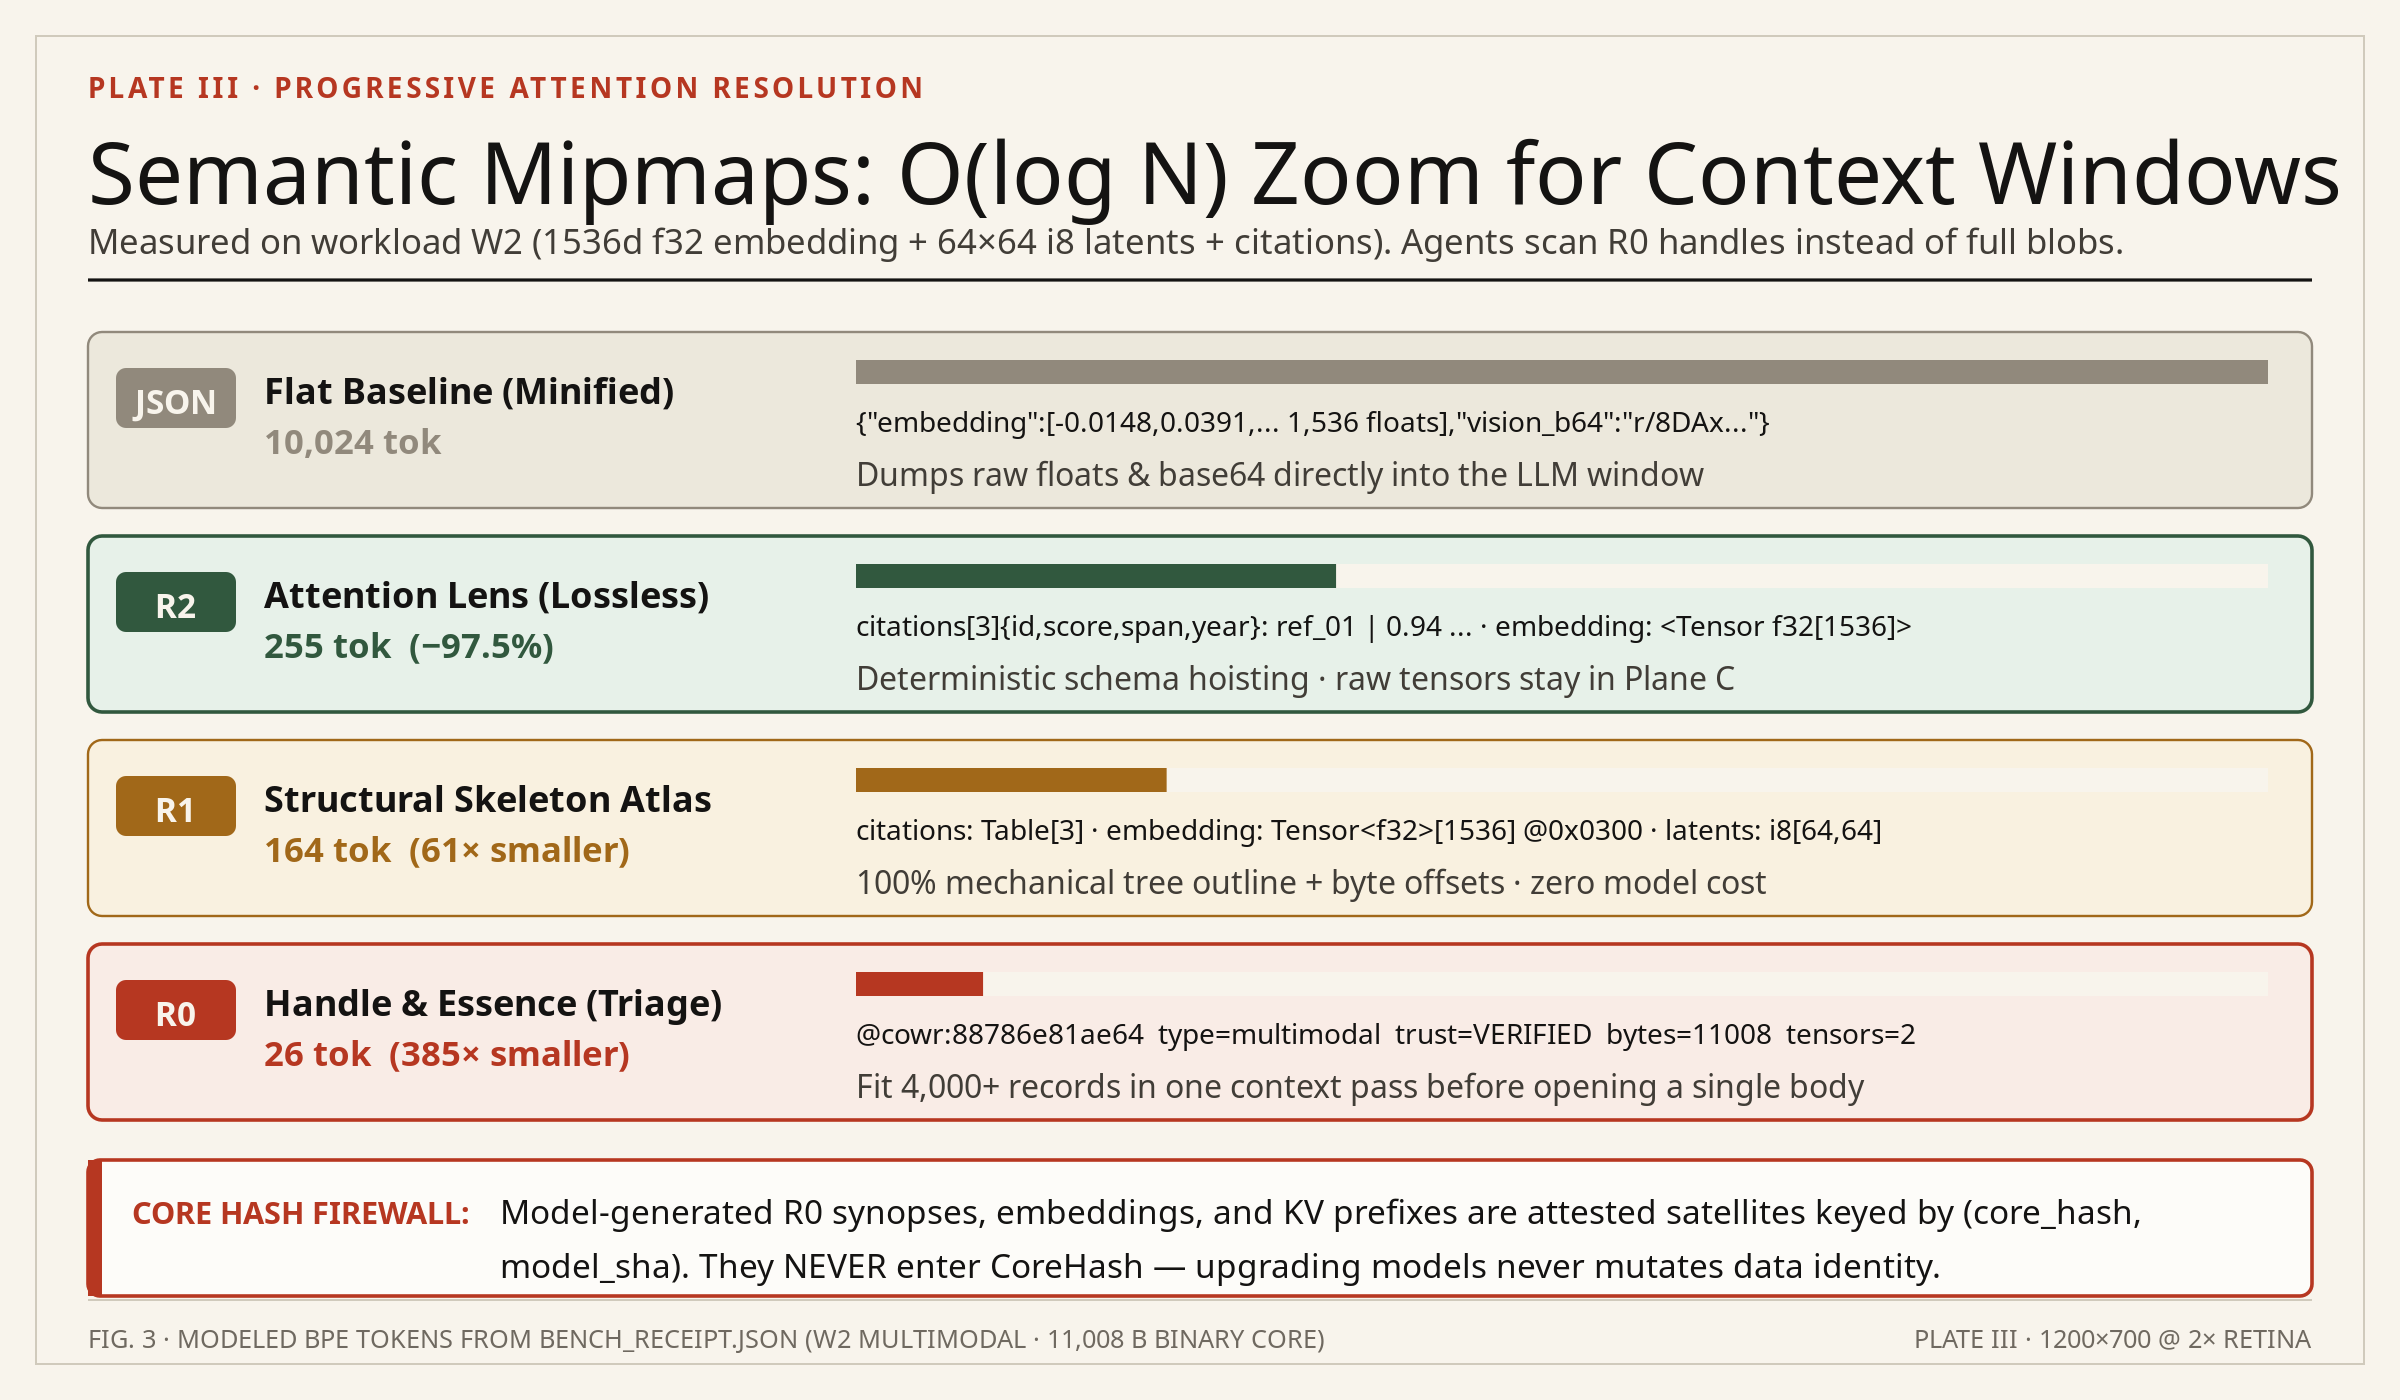 PLATE III · PROGRESSIVE ATTENTION RESOLUTION
Semantic Mipmaps: O(log N) Zoom for Context Windows
Measured on workload W2 (1536d f32 embedding + 64×64 i8 latents + citations). Agents scan R0 handles instead of full blobs.
JSON
Flat Baseline (Minified)
10,024 tok
{"embedding":[-0.0148,0.0391,... 1,536 floats],"vision_b64":"r/8DAx..."}
Dumps raw floats & base64 directly into the LLM window
R2
Attention Lens (Lossless)
255 tok (−97.5%)
citations[3]{id,score,span,year}: ref_01 | 0.94 ... · embedding: <Tensor f32[1536]>
Deterministic schema hoisting · raw tensors stay in Plane C
R1
Structural Skeleton Atlas
164 tok (61× smaller)
citations: Table[3] · embedding: Tensor<f32>[1536] @0x0300 · latents: i8[64,64]
100% mechanical tree outline + byte offsets · zero model cost
R0
Handle & Essence (Triage)
26 tok (385× smaller)
@cowr:88786e81ae64 type=multimodal trust=VERIFIED bytes=11008 tensors=2
Fit 4,000+ records in one context pass before opening a single body
CORE HASH FIREWALL: Model-generated R0 synopses, embeddings, and KV prefixes are attested satellites keyed by (core_hash,
model_sha). They NEVER enter CoreHash — upgrading models never mutates data identity.
FIG. 3 · MODELED BPE TOKENS FROM BENCH_RECEIPT.JSON (W2 MULTIMODAL · 11,008 B BINARY CORE)
PLATE III · 1200×700 @ 2× RETINA